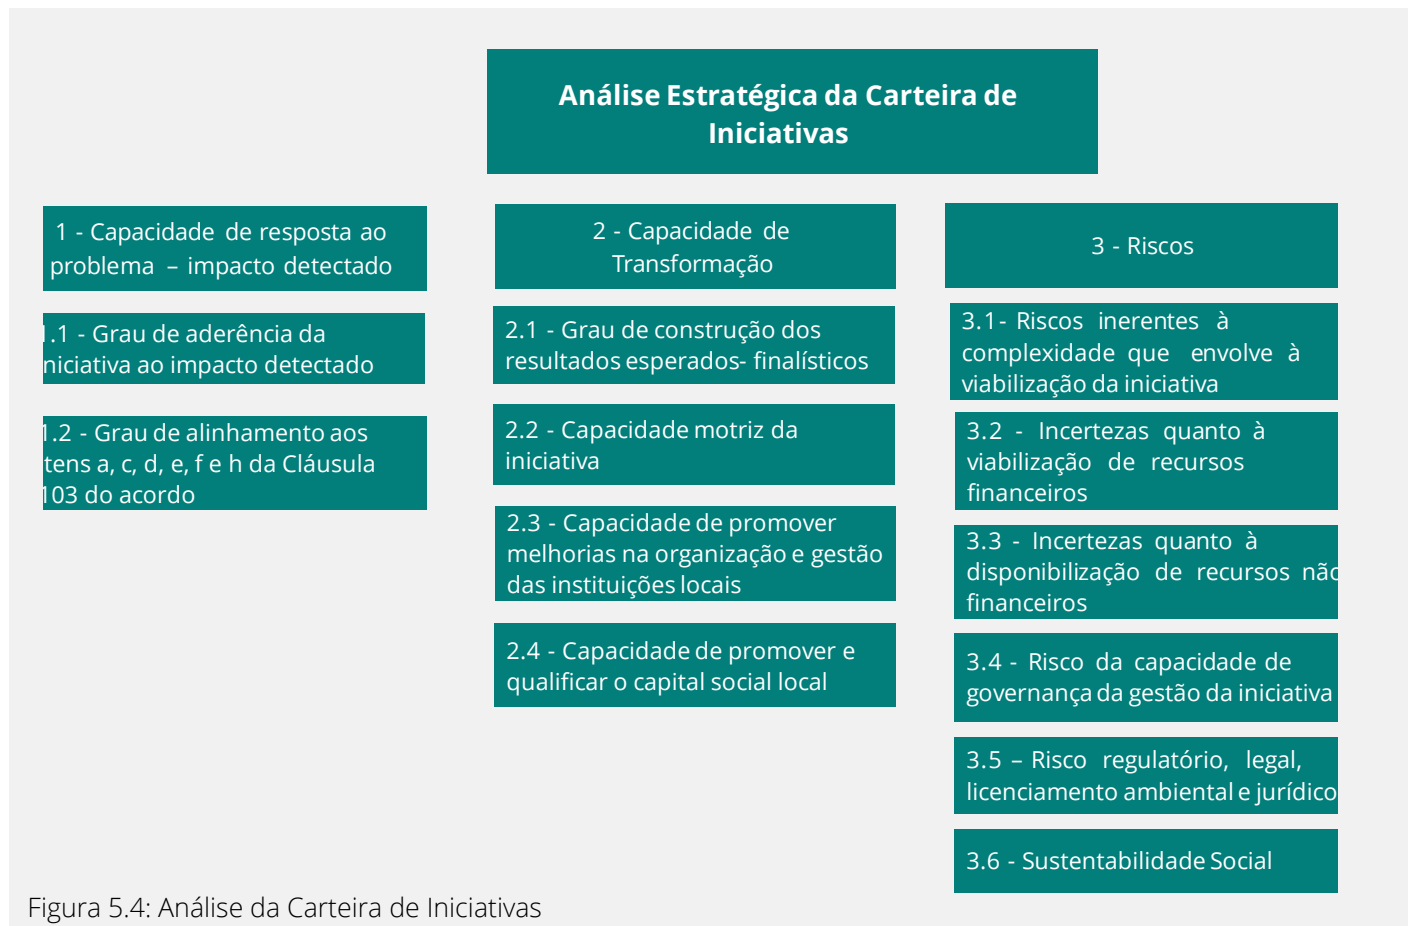 Análise Estratégica da Carteira de
Iniciativas
1 - Capacidade de resposta ao
problema – impacto detectado
1.1 - Grau de aderência da
niciativa ao impacto detectado
1.2 - Grau de alinhamento aos
tens a, c, d, e, f e h da Cláusula
103 do acordo
2 - Capacidade de
Transformação
2.1 - Grau de construção dos
resultados esperados- finalísticos
2.2 - Capacidade motriz da
iniciativa
2.3 - Capacidade de promover
melhorias na organização e gestão
das instituições locais
2.4 - Capacidade de promover e
qualificar o capital social local
3 - Riscos
3.1- Riscos inerentes à
complexidade que envolve à
viabilização da iniciativa
3.2 - Incertezas quanto à
viabilização de recursos
financeiros
3.3 - Incertezas quanto à
disponibilização de recursos não
financeiros
3.4 - Risco da capacidade de
governança da gestão da iniciativa
3.5 – Risco regulatório, legal,
licenciamento ambiental e jurídico
3.6 - Sustentabilidade Social
Figura 5.4: Análise da Carteira de Iniciativas